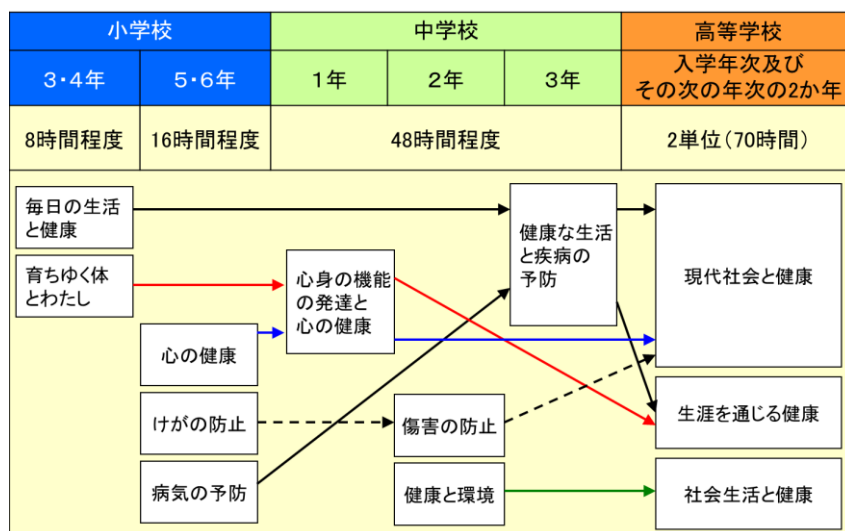 小学校
中学校
高等学校
3・4年
5・6年
1年
2年
3年
入学年次及び
その次の年次の2か年
8時間程度
16時間程度
48時間程度
2単位(70時間)
毎日の生活
と健康
育ちゆく体
とわたし
心の健康
けがの防止
病気の予防
心身の機能
の発達と
心の健康
傷害の防止
健康と環境
健康な生活
と疾病の
予防
現代社会と健康
生涯を通じる健康
社会生活と健康